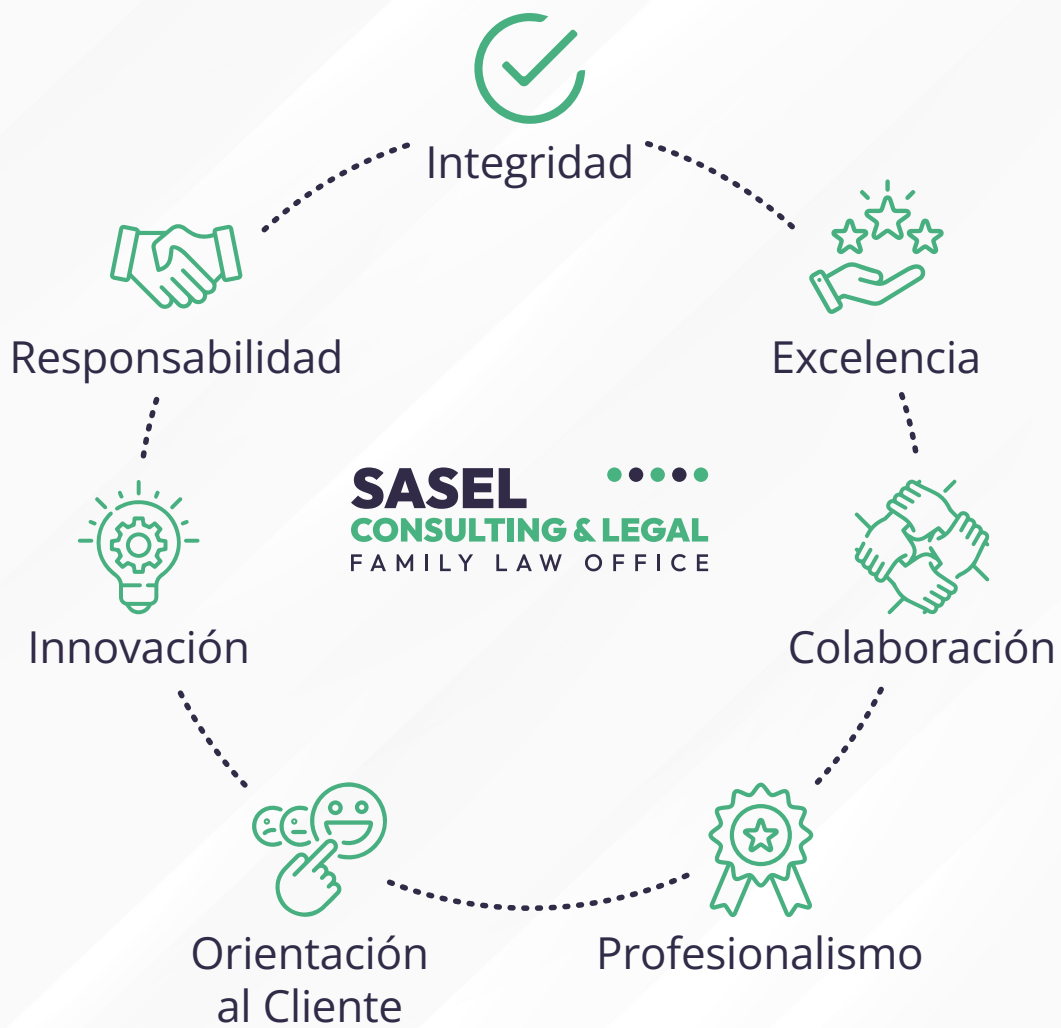 Integridad
Responsabilidad
Excelencia
SASEL
CONSULTING & LEGAL
FAMILY LAW OFFICE
Innovación
Colaboración
Orientación
al Cliente
Profesionalismo